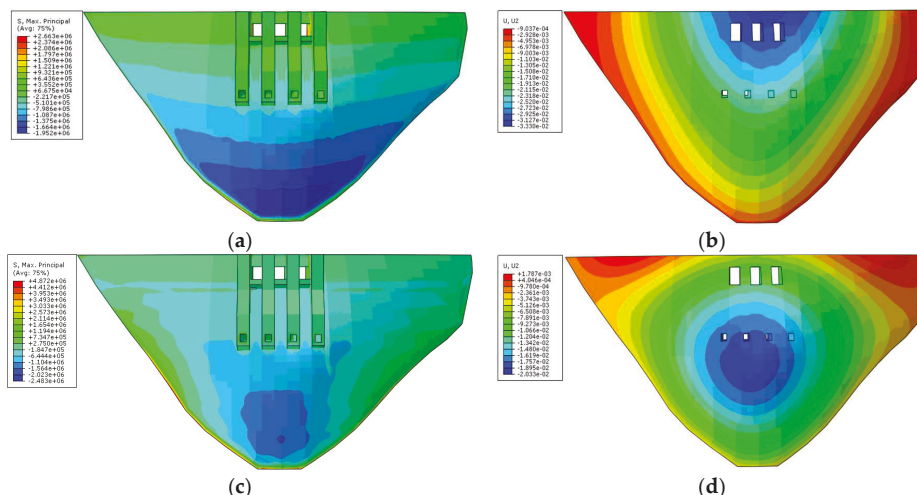 S, Max. Principal
(Avg: 75%)
+2.663e+06
+2.374e+06
+2.086e+06
+1.797e+06
+1.509e+06
+1.221e+06
+9.321e+05
+6.436e+05
+3.552e+05
+6.675e+04
-2.217e+05
-5.101e+05
-7.986e+05
-1.087e+06
-1.375e+06
-1.664e+06
-1.952e+06
(a)
U, U2
-9.037e-04
-2.928e-03
-4.953e-03
-6.978e-03
-9.003e-03
-1.103e-02
-1.305e-02
-1.508e-02
-1.710e-02
-1.913e-02
-2.115e-02
-2.318e-02
-2.520e-02
-2.723e-02
-2.925e-02
-3.127e-02
-3.330e-02
(b)
S, Max. Principal
(Avg: 75%)
+4.872e+06
+4.412e+06
+3.953e+06
+3.493e+06
+3.033e+06
+2.573e+06
+2.114e+06
+1.654e+06
+1.194e+06
+7.347e+05
+2.750e+05
-1.847e+05
-6.444e+05
-1.104e+06
-1.564e+06
-2.023e+06
-2.483e+06
(c)
U, U2
+1.787e-03
+4.046e-04
-9.780e-04
-2.361e-03
-3.743e-03
-5.126e-03
-6.508e-03
-7.891e-03
-9.273e-03
-1.066e-02
-1.204e-02
-1.342e-02
-1.480e-02
-1.619e-02
-1.757e-02
-1.895e-02
-2.033e-02
(d)